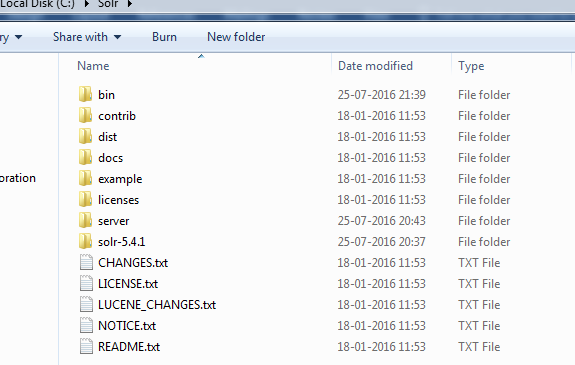 Local Disk (C:) Solr
ry Share with Burn New folder
Name Date modified Type
bin 25-07-2016 21:39 File folder
contrib 18-01-2016 11:53 File folder
dist 18-01-2016 11:53 File folder
docs 18-01-2016 11:53 File folder
example 18-01-2016 11:53 File folder
oration
licenses 18-01-2016 11:53 File folder
server 25-07-2016 20:43 File folder
solr-5.4.1 25-07-2016 20:37 File folder
CHANGES.txt 18-01-2016 11:53 TXT File
LICENSE.txt 18-01-2016 11:53 TXT File
LUCENE_CHANGES.txt 18-01-2016 11:53 TXT File
NOTICE.txt 18-01-2016 11:53 TXT File
README.txt 18-01-2016 11:53 TXT File